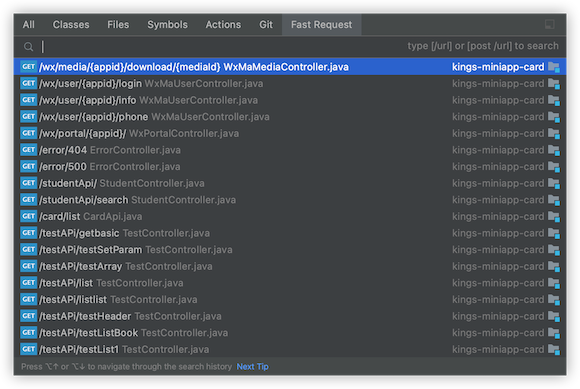 All Classes Files Symbols Actions Git Fast Request
type [/url] or [post /url] to search
GET /wx/media/{appid}/download/{mediaId} WxMaMediaController.java kings-miniapp-card
GET /wx/user/{appid}/login WxMaUserController.java kings-miniapp-card
GET /wx/user/{appid}/info WxMaUserController.java kings-miniapp-card
GET /wx/user/{appid}/phone WxMaUserController.java kings-miniapp-card
GET /wx/portal/{appid}/ WxPortalController.java kings-miniapp-card
GET /error/404 ErrorController.java kings-miniapp-card
GET /error/500 ErrorController.java kings-miniapp-card
GET /studentApi/ StudentController.java kings-miniapp-card
GET /studentApi/search StudentController.java kings-miniapp-card
GET /card/list CardApi.java kings-miniapp-card
GET /testAPi/getbasic TestController.java kings-miniapp-card
GET /testAPi/testSetParam TestController.java kings-miniapp-card
GET /testAPi/testArray TestController.java kings-miniapp-card
GET /testAPi/list TestController.java kings-miniapp-card
GET /testAPi/listlist TestController.java kings-miniapp-card
GET /testAPi/testHeader TestController.java kings-miniapp-card
GET /testAPi/testListBook TestController.java kings-miniapp-card
GET /testAPi/testList1 TestController.java kings-miniapp-card
Press ⌥↑ or ⌥↓ to navigate through the search history Next Tip